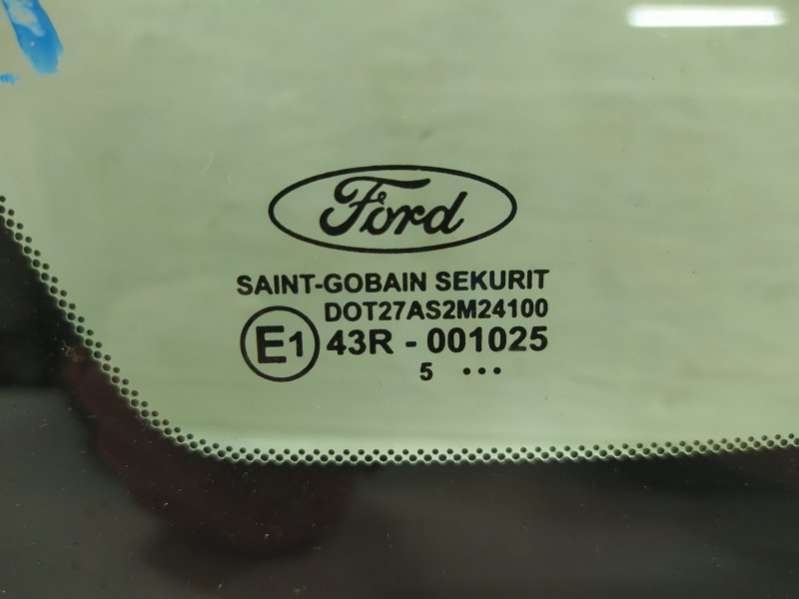 Ford
SAINT-GOBAIN SEKURIT
DOT27AS2M24100
E1 43R - 001025
5 •••